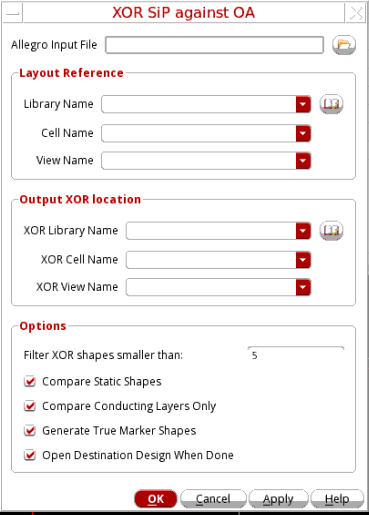 XOR SiP against OA
Allegro Input File
Layout Reference
Library Name
Cell Name
View Name
Output XOR location
XOR Library Name
XOR Cell Name
XOR View Name
Options
Filter XOR shapes smaller than: 5
Compare Static Shapes
Compare Conducting Layers Only
Generate True Marker Shapes
Open Destination Design When Done
OK Cancel Apply Help